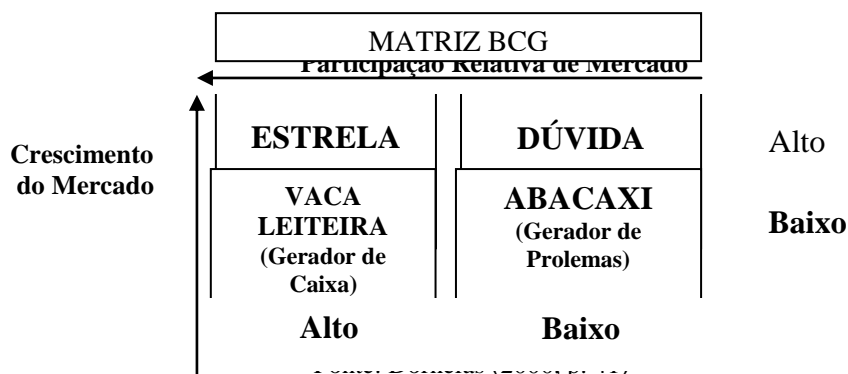 MATRIZ BCG
Participação Relativa de Mercado
Crescimento
do Mercado
ESTRELA
DÚVIDA
Alto
VACA
LEITEIRA
(Gerador de
Caixa)
ABACAXI
(Gerador de
Prolemas)
Baixo
Alto
Baixo